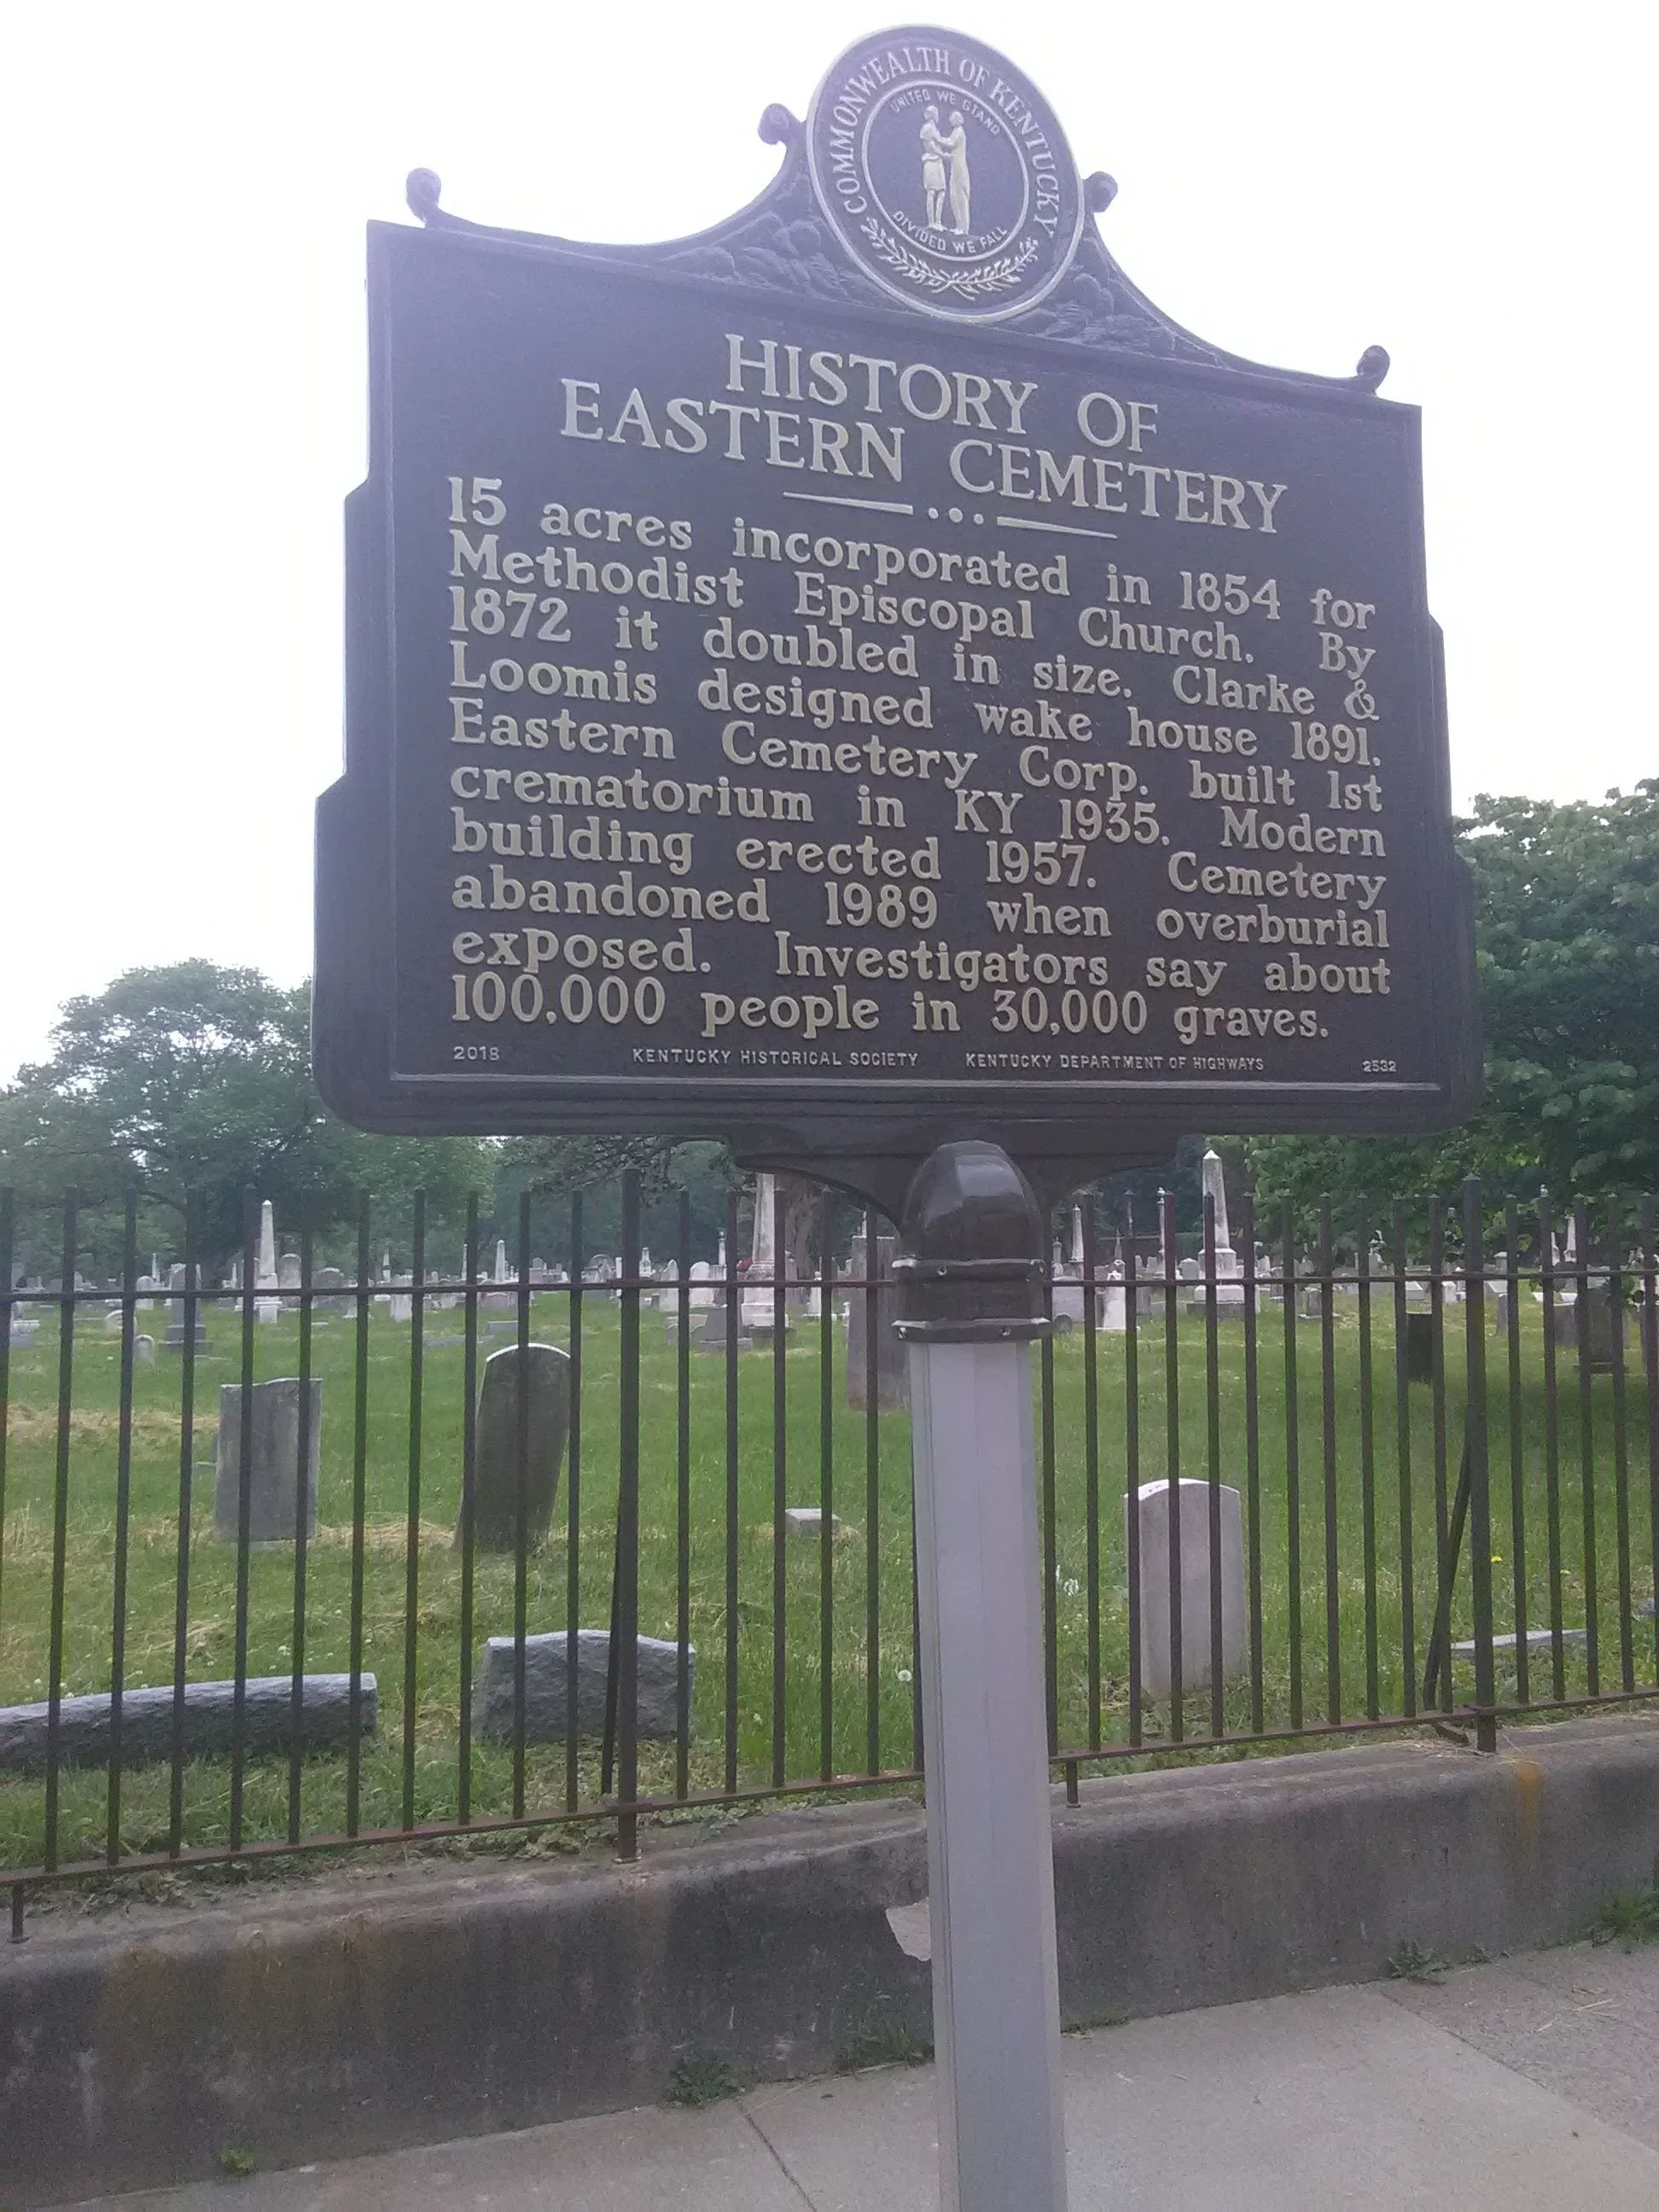 COMMONWEALTH OF KENTUCKY
UNITED WE STAND
DIVIDED WE FALL
HISTORY OF
EASTERN CEMETERY
15 acres incorporated in 1854 for
Methodist Episcopal Church. By
1872 it doubled in size. Clarke &
Loomis designed wake house 1891.
Eastern Cemetery Corp. built 1st
crematorium in KY 1935. Modern
building erected 1957. Cemetery
abandoned 1989 when overburial
exposed. Investigators say about
100,000 people in 30,000 graves.
2018 KENTUCKY HISTORICAL SOCIETY KENTUCKY DEPARTMENT OF HIGHWAYS 2532